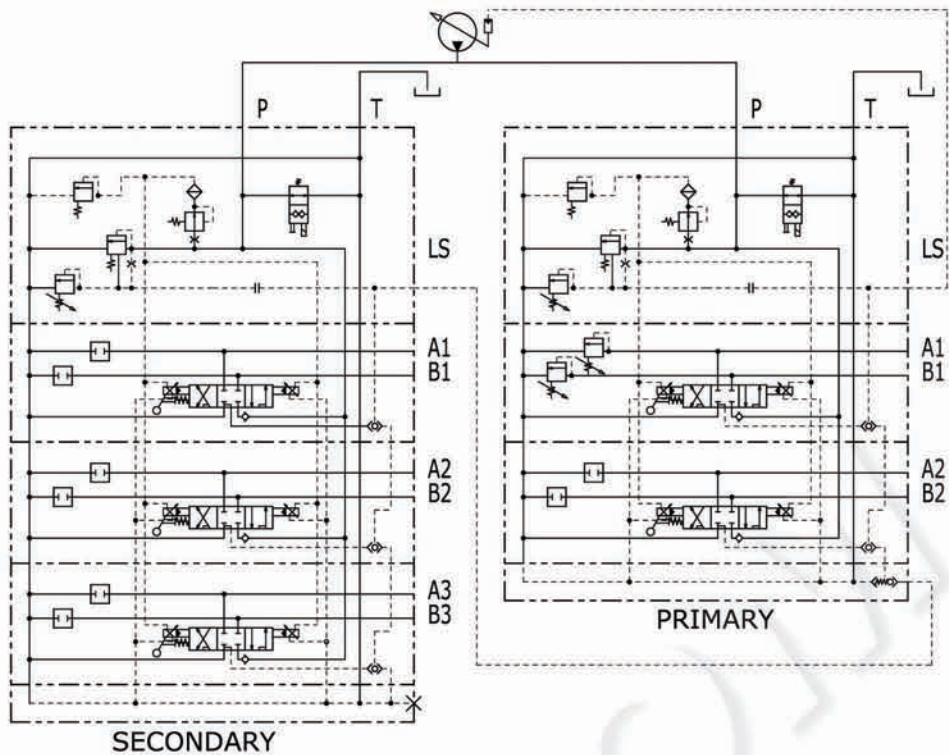 P T P T
LS LS
A1 A1
B1 B1
A2 A2
B2 B2
A3
B3
PRIMARY
SECONDARY